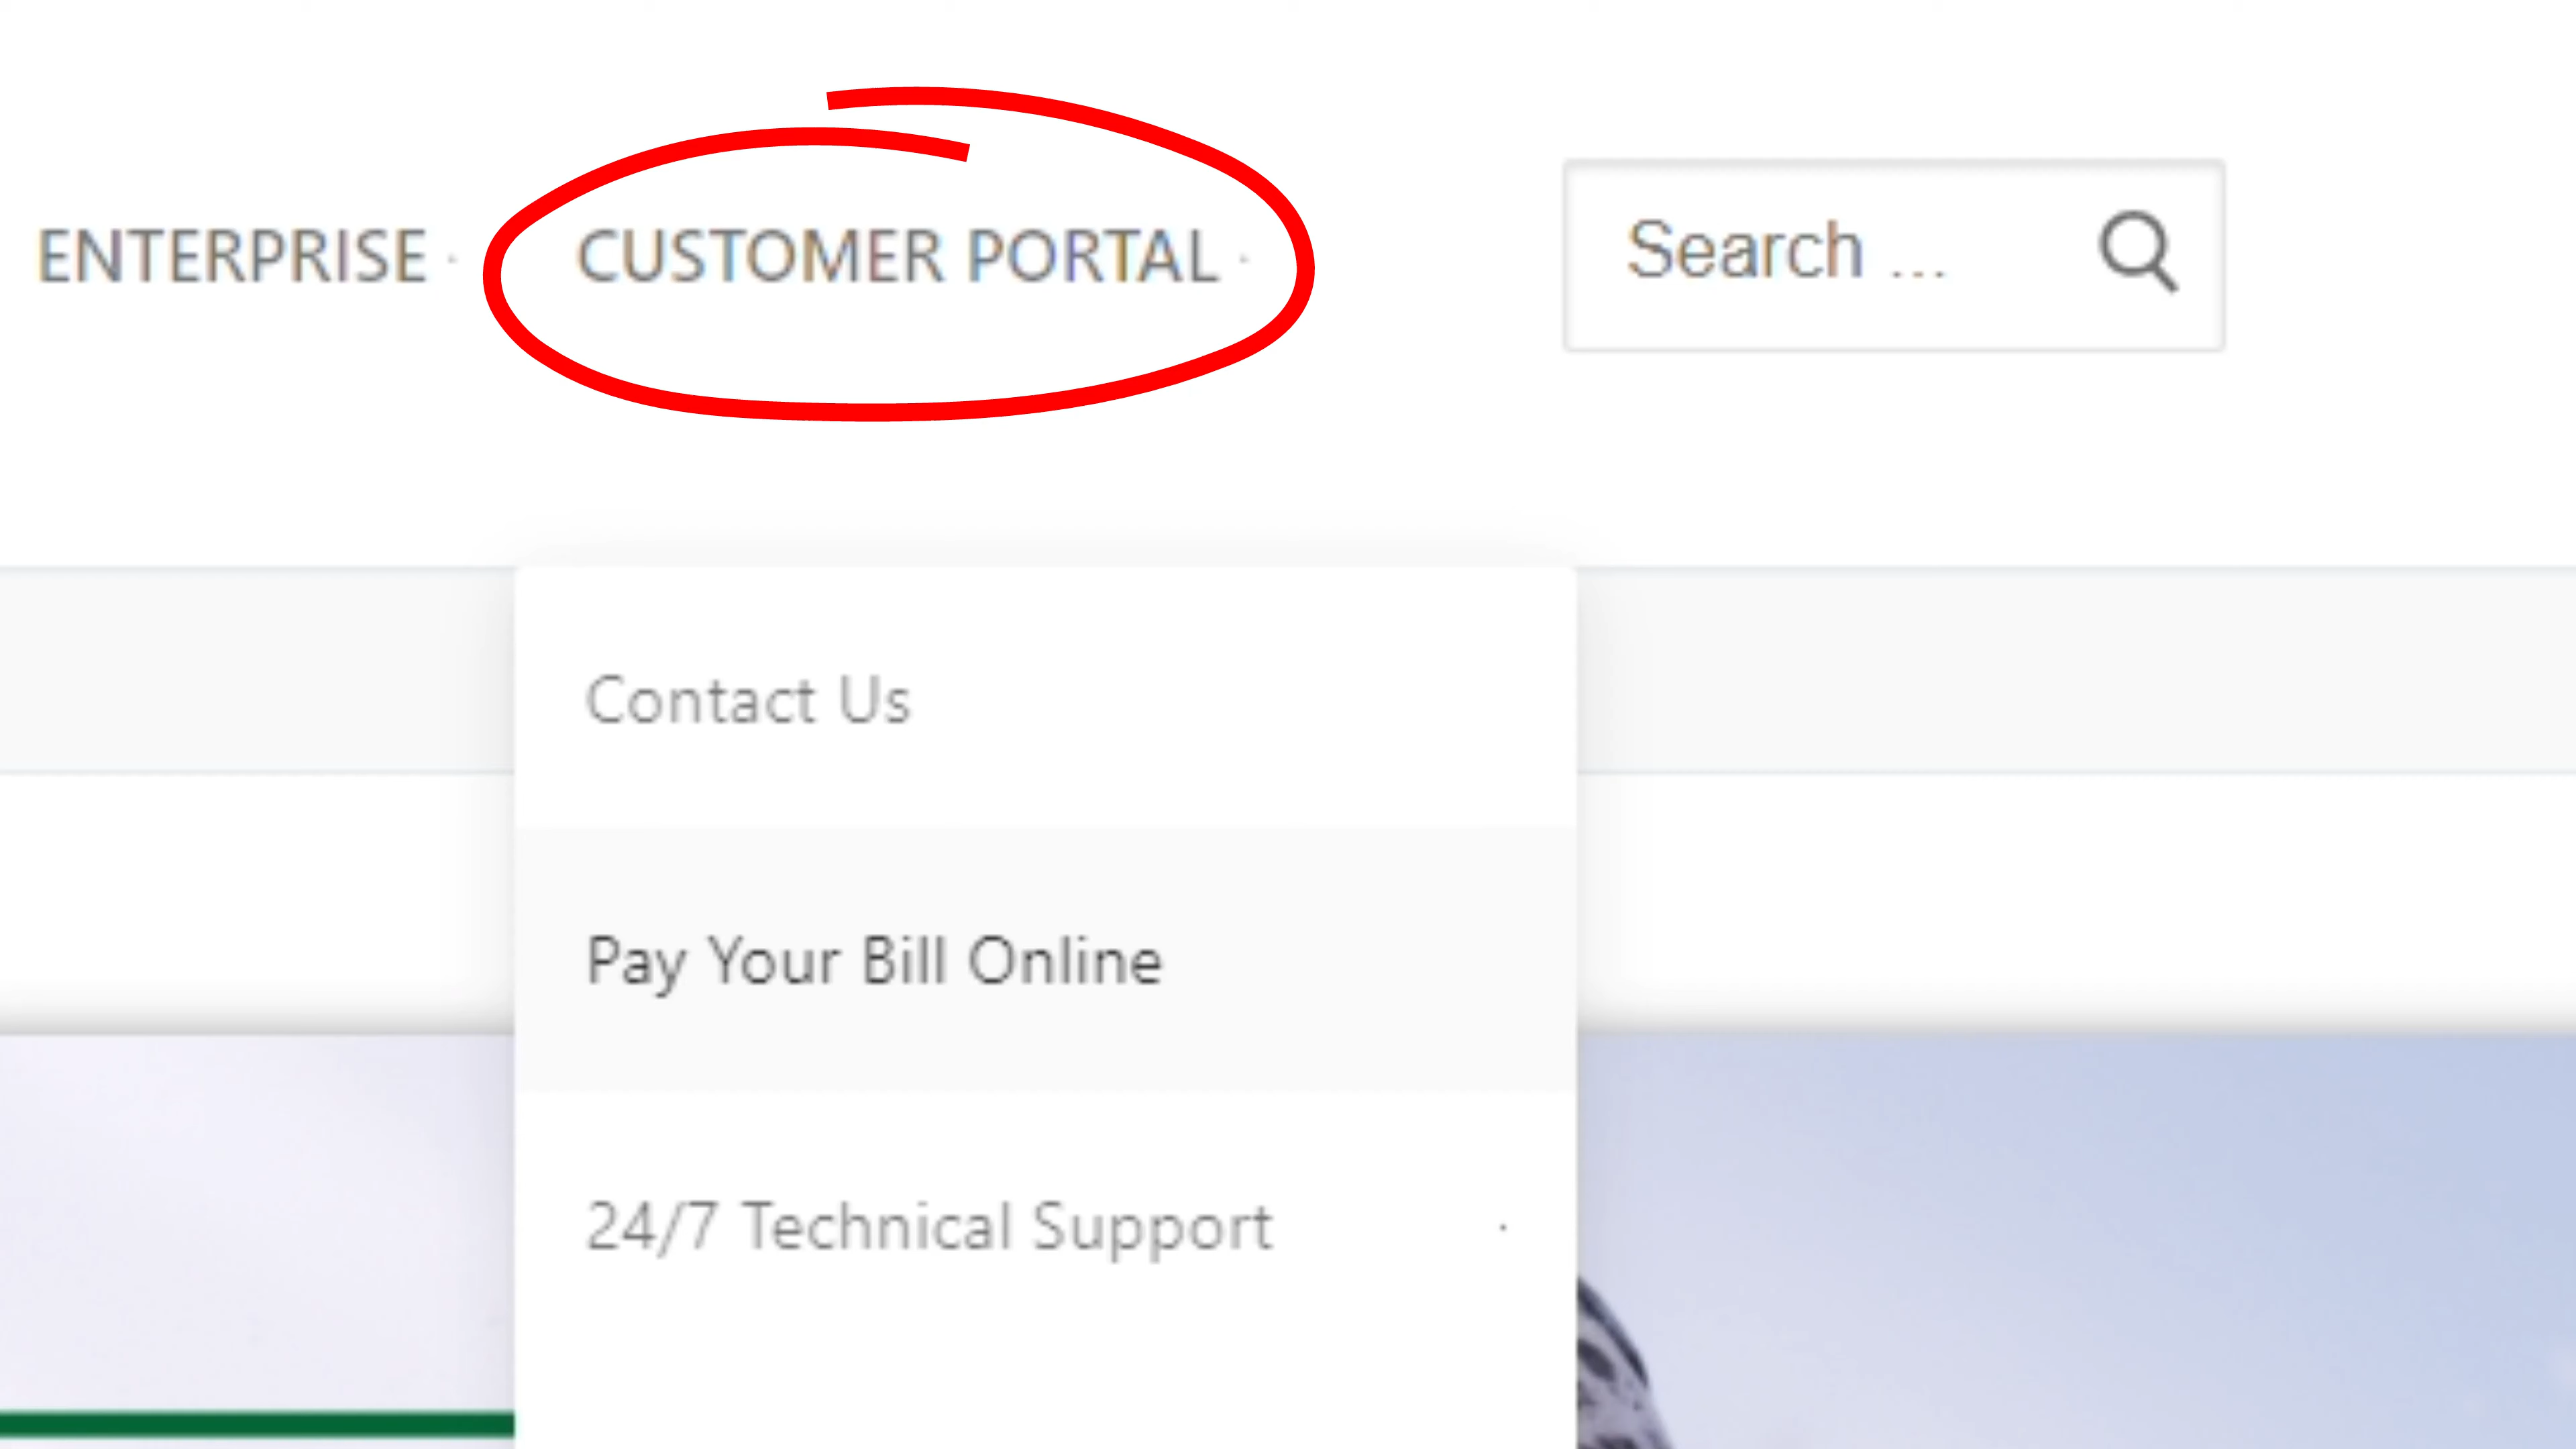 ENTERPRISE
CUSTOMER PORTAL
Search ...
Contact Us
Pay Your Bill Online
24/7 Technical Support